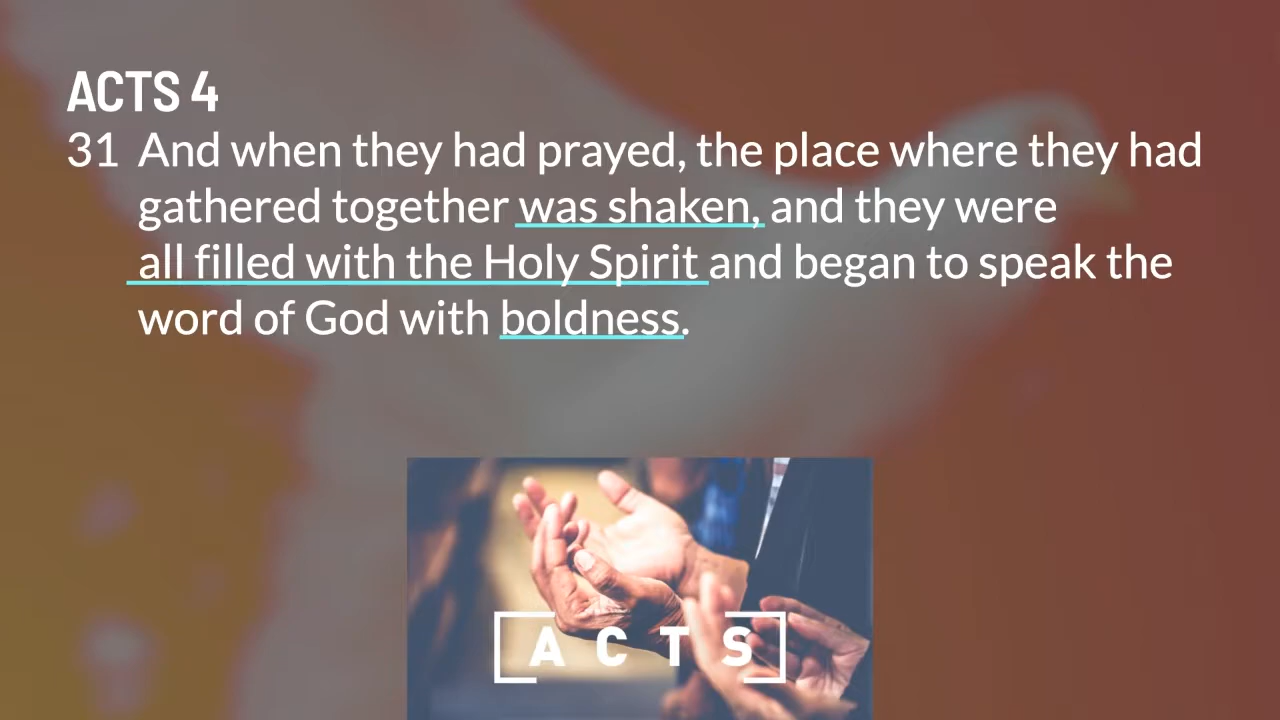 ACTS 4
31 And when they had prayed, the place where they had
gathered together was shaken, and they were
all filled with the Holy Spirit and began to speak the
word of God with boldness.
ACTS